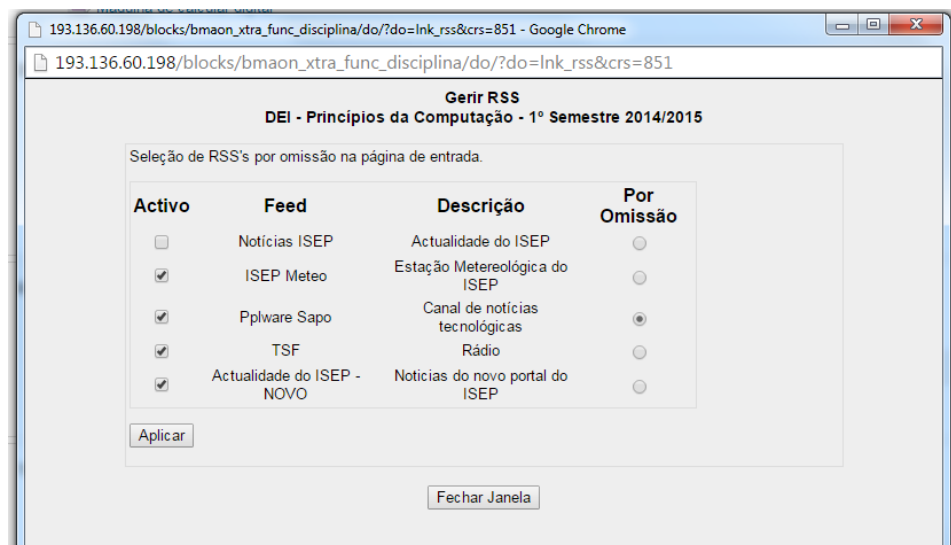 Máquina de calcular digital
193.136.60.198/blocks/bmaon_xtra_func_disciplina/do/?do=lnk_rss&crs=851 - Google Chrome
193.136.60.198/blocks/bmaon_xtra_func_disciplina/do/?do=lnk_rss&crs=851
Gerir RSS
DEI - Princípios da Computação - 1º Semestre 2014/2015
Seleção de RSS's por omissão na página de entrada.
Activo Feed Descrição Por Omissão
Notícias ISEP Actualidade do ISEP
ISEP Meteo Estação Metereológica do
ISEP
Pplware Sapo Canal de notícias
tecnológicas
TSF Rádio
Actualidade do ISEP - Noticias do novo portal do
NOVO ISEP
Aplicar
Fechar Janela